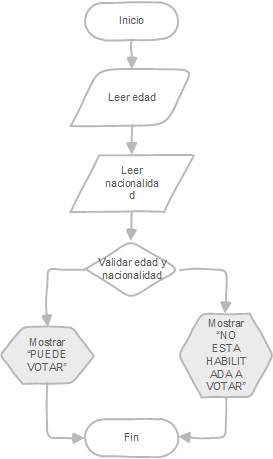 Inicio
Leer edad
Leer
nacionalida
d
Validar edad y
nacionalidad
Mostrar
“PUEDE
VOTAR”
Mostrar
“NO
ESTA
HABILIT
ADA A
VOTAR”
Fin